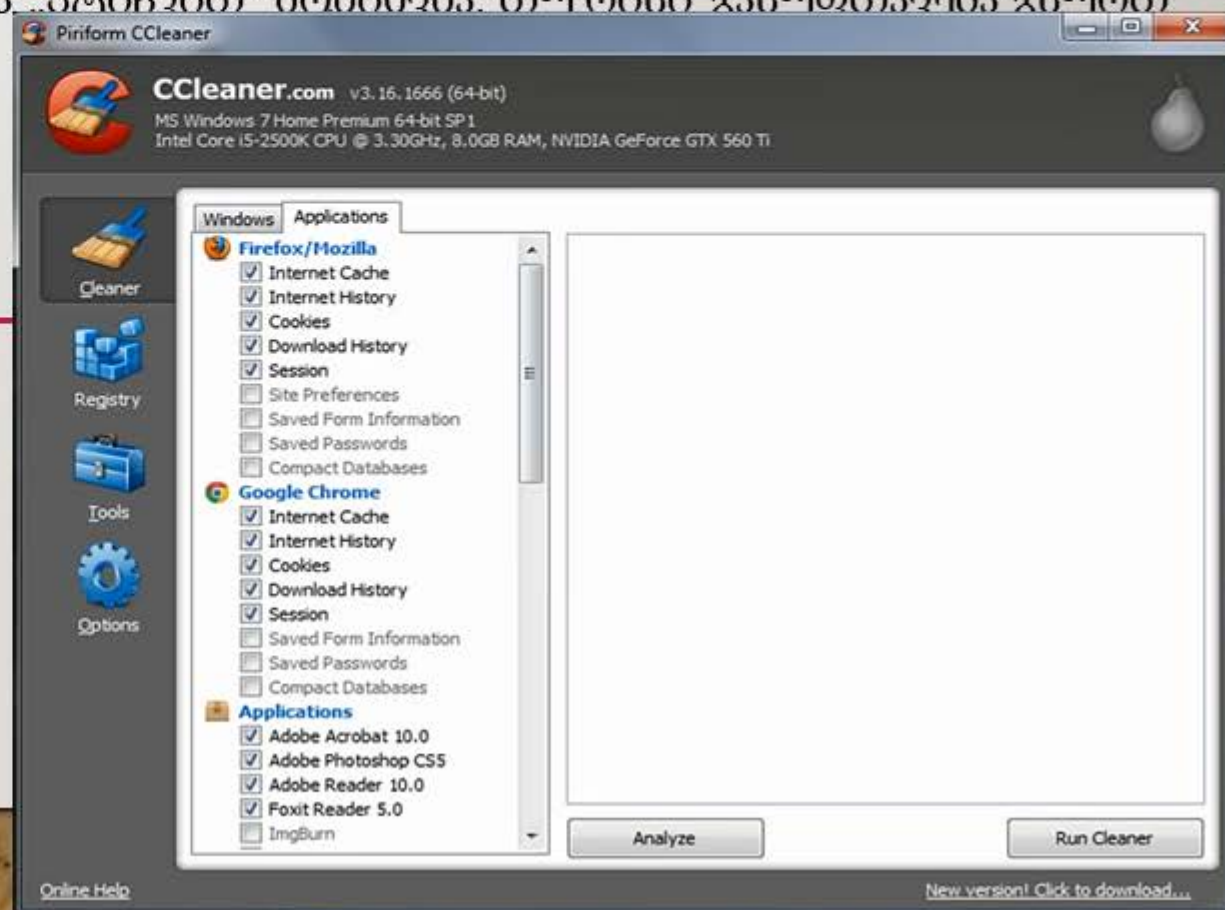 Piriform CCleaner
CCleaner.com v3.16.1666 (64-bit)
MS Windows 7 Home Premium 64-bit SP1
Intel Core i5-2500K CPU @ 3.30GHz, 8.0GB RAM, NVIDIA GeForce GTX 560 Ti
Cleaner
Registry
Tools
Options
Windows Applications
Firefox/Mozilla
Internet Cache
Internet History
Cookies
Download History
Session
Site Preferences
Saved Form Information
Saved Passwords
Compact Databases
Google Chrome
Internet Cache
Internet History
Cookies
Download History
Session
Saved Form Information
Saved Passwords
Compact Databases
Applications
Adobe Acrobat 10.0
Adobe Photoshop CS5
Adobe Reader 10.0
Foxit Reader 5.0
ImgBurn
Analyze
Run Cleaner
Online Help
New version! Click to download...